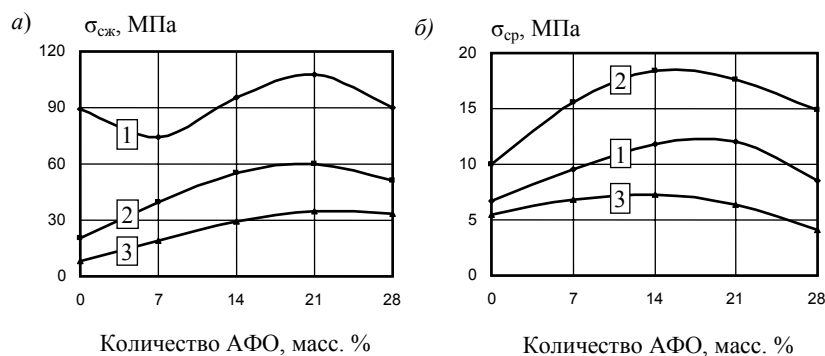 а)
σсж, МПа
120
90
60
30
0
1
2
3
0 7 14 21 28
Количество АФО, масс. %
б)
σср, МПа
20
15
10
5
0
2
1
3
0 7 14 21 28
Количество АФО, масс. %